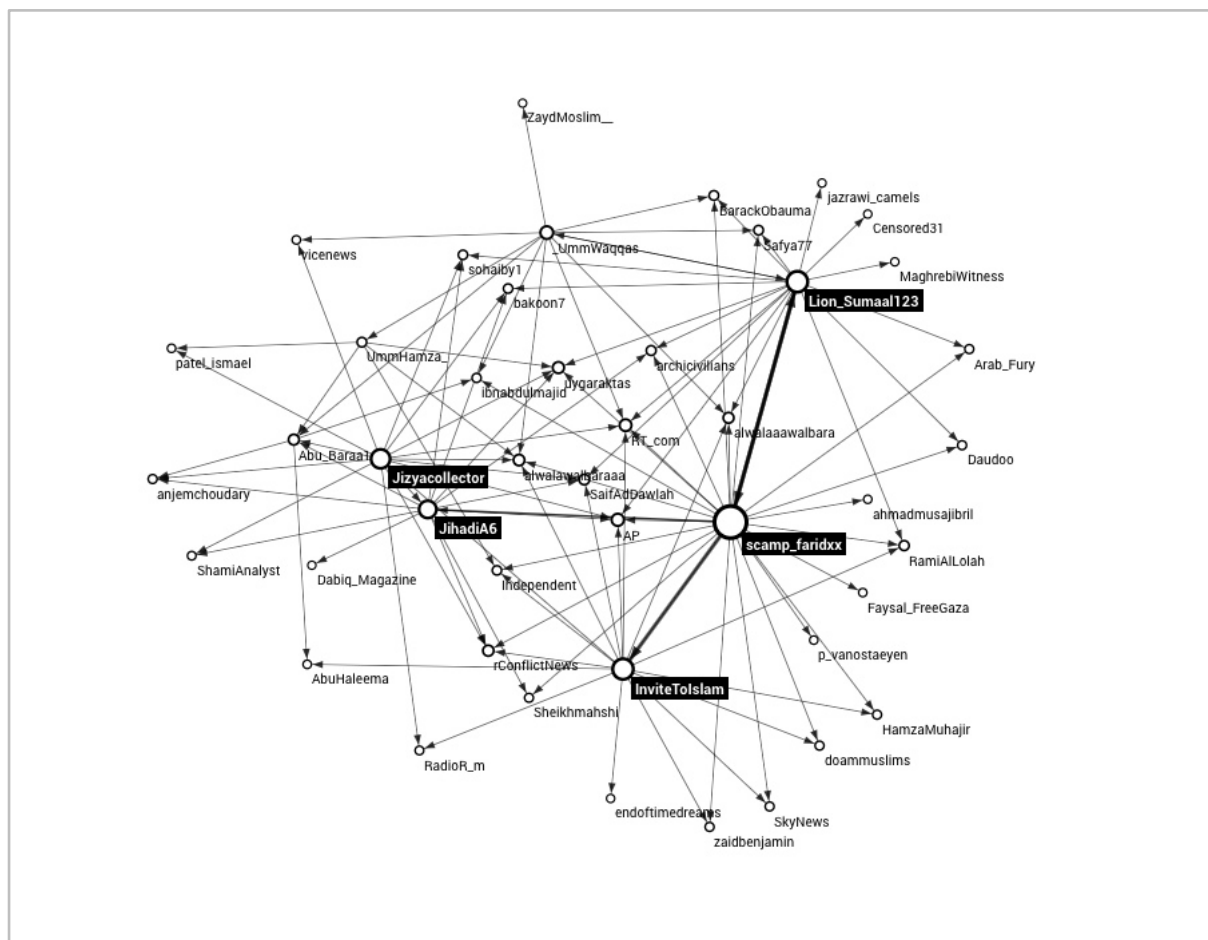 ZaydMoslim__
jazrawi_camels
BarackObauma
Censored31
Safya77
_UmmWaqqas
vicenews
sohaiby1
MaghrebiWitness
bakoon7
Lion_Sumaal123
UmmHamza_
patel_ismael
archicivilians
Arab_Fury
uygaraktas
ibnabdulmajid
alwalaaawalbara
RT_com
Abu_Baraa1
Daudoo
Jizyacollector
alwalawalbaraaa
anjemchoudary
SaifAdDawlah
ahmadmusajibril
JihadiA6
AP
scamp_faridxx
RamiAlLolah
ShamiAnalyst
Dabiq_Magazine
Independent
Faysal_FreeGaza
p_vanostaeyen
rConflictNews
AbuHaleema
InviteToIslam
Sheikhmahshi
HamzaMuhajir
doammuslims
RadioR_m
endoftimedreams
SkyNews
zaidbenjamin